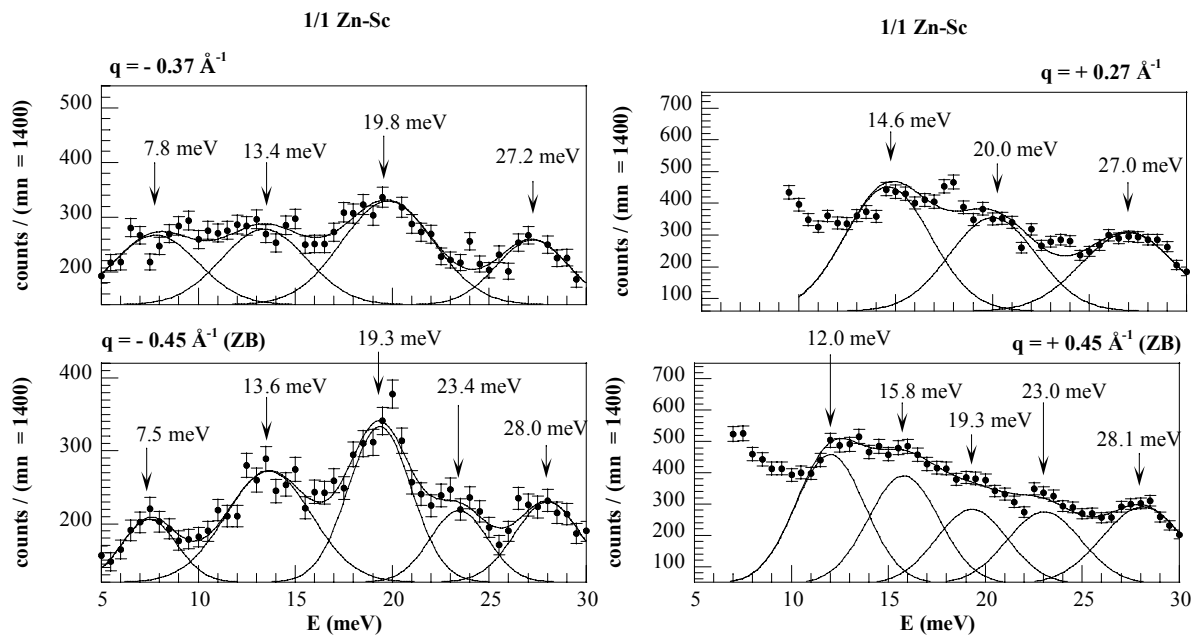 1/1 Zn-Sc
q = - 0.37 Å-1
counts / (mn = 1400)
500
400
300
200
7.8 meV
13.4 meV
19.8 meV
27.2 meV
q = - 0.45 Å-1 (ZB)
counts / (mn = 1400)
400
300
200
7.5 meV
13.6 meV
19.3 meV
23.4 meV
28.0 meV
5 10 15 20 25 30
E (meV)
1/1 Zn-Sc
q = + 0.27 Å-1
counts / (mn = 1400)
700
600
500
400
300
200
100
14.6 meV
20.0 meV
27.0 meV
q = + 0.45 Å-1 (ZB)
counts / (mn = 1400)
700
600
500
400
300
200
100
12.0 meV
15.8 meV
19.3 meV
23.0 meV
28.1 meV
10 15 20 25 30
E (meV)